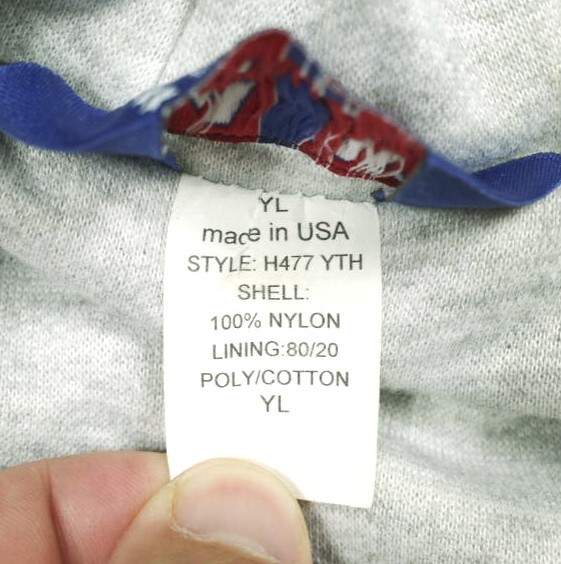 YL
made in USA
STYLE: H477 YTH
SHELL:
100% NYLON
LINING:80/20
POLY/COTTON
YL